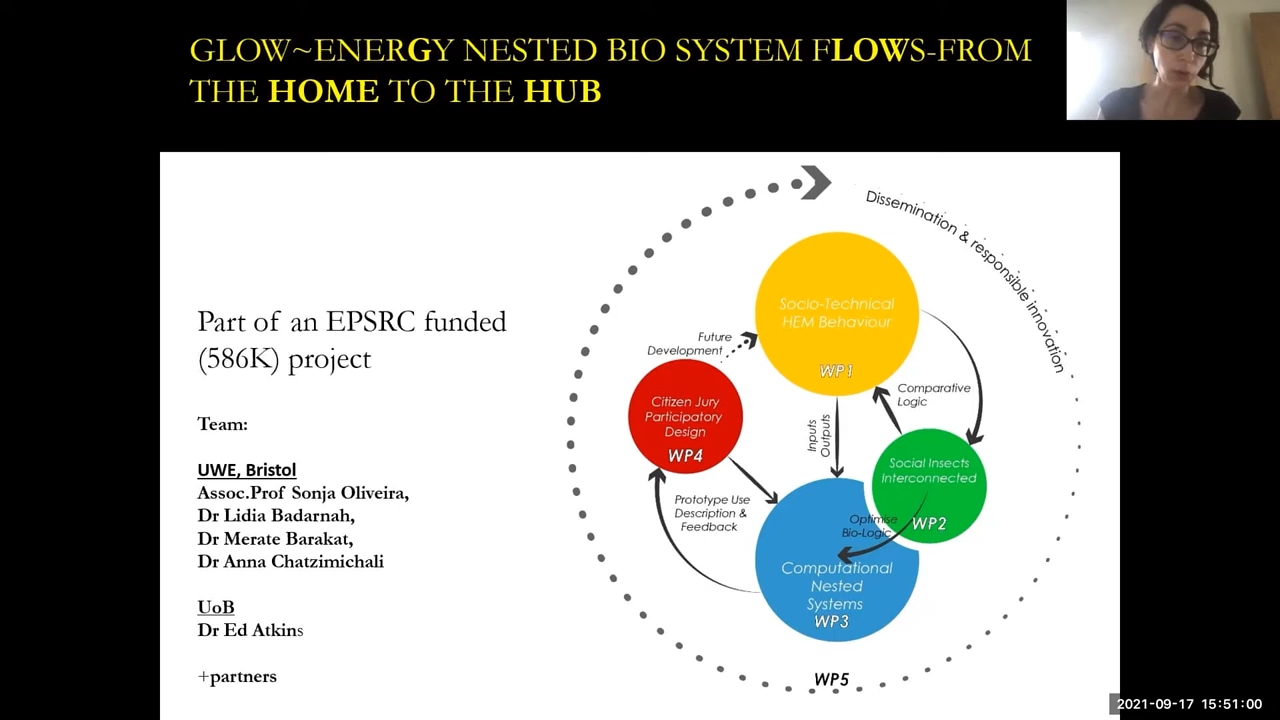 GLOW~ENERGY NESTED BIO SYSTEM FLOWS-FROM
THE HOME TO THE HUB
Part of an EPSRC funded
(586K) project
Team:
UWE, Bristol
Assoc.Prof Sonja Oliveira,
Dr Lidia Badarnah,
Dr Merate Barakat,
Dr Anna Chatzimichali
UoB
Dr Ed Atkins
+partners
Dissemination & responsible innovation
Socio-Technical
HEM Behaviour
WP1
Future
Development
Comparative
Logic
Citizen Jury
Participatory
Design
WP4
Inputs
Outputs
Social Insects
Interconnected
WP2
Prototype Use
Description &
Feedback
Optimise
Bio-Logic
Computational
Nested
Systems
WP3
WP5
2021-09-17 15:51:00